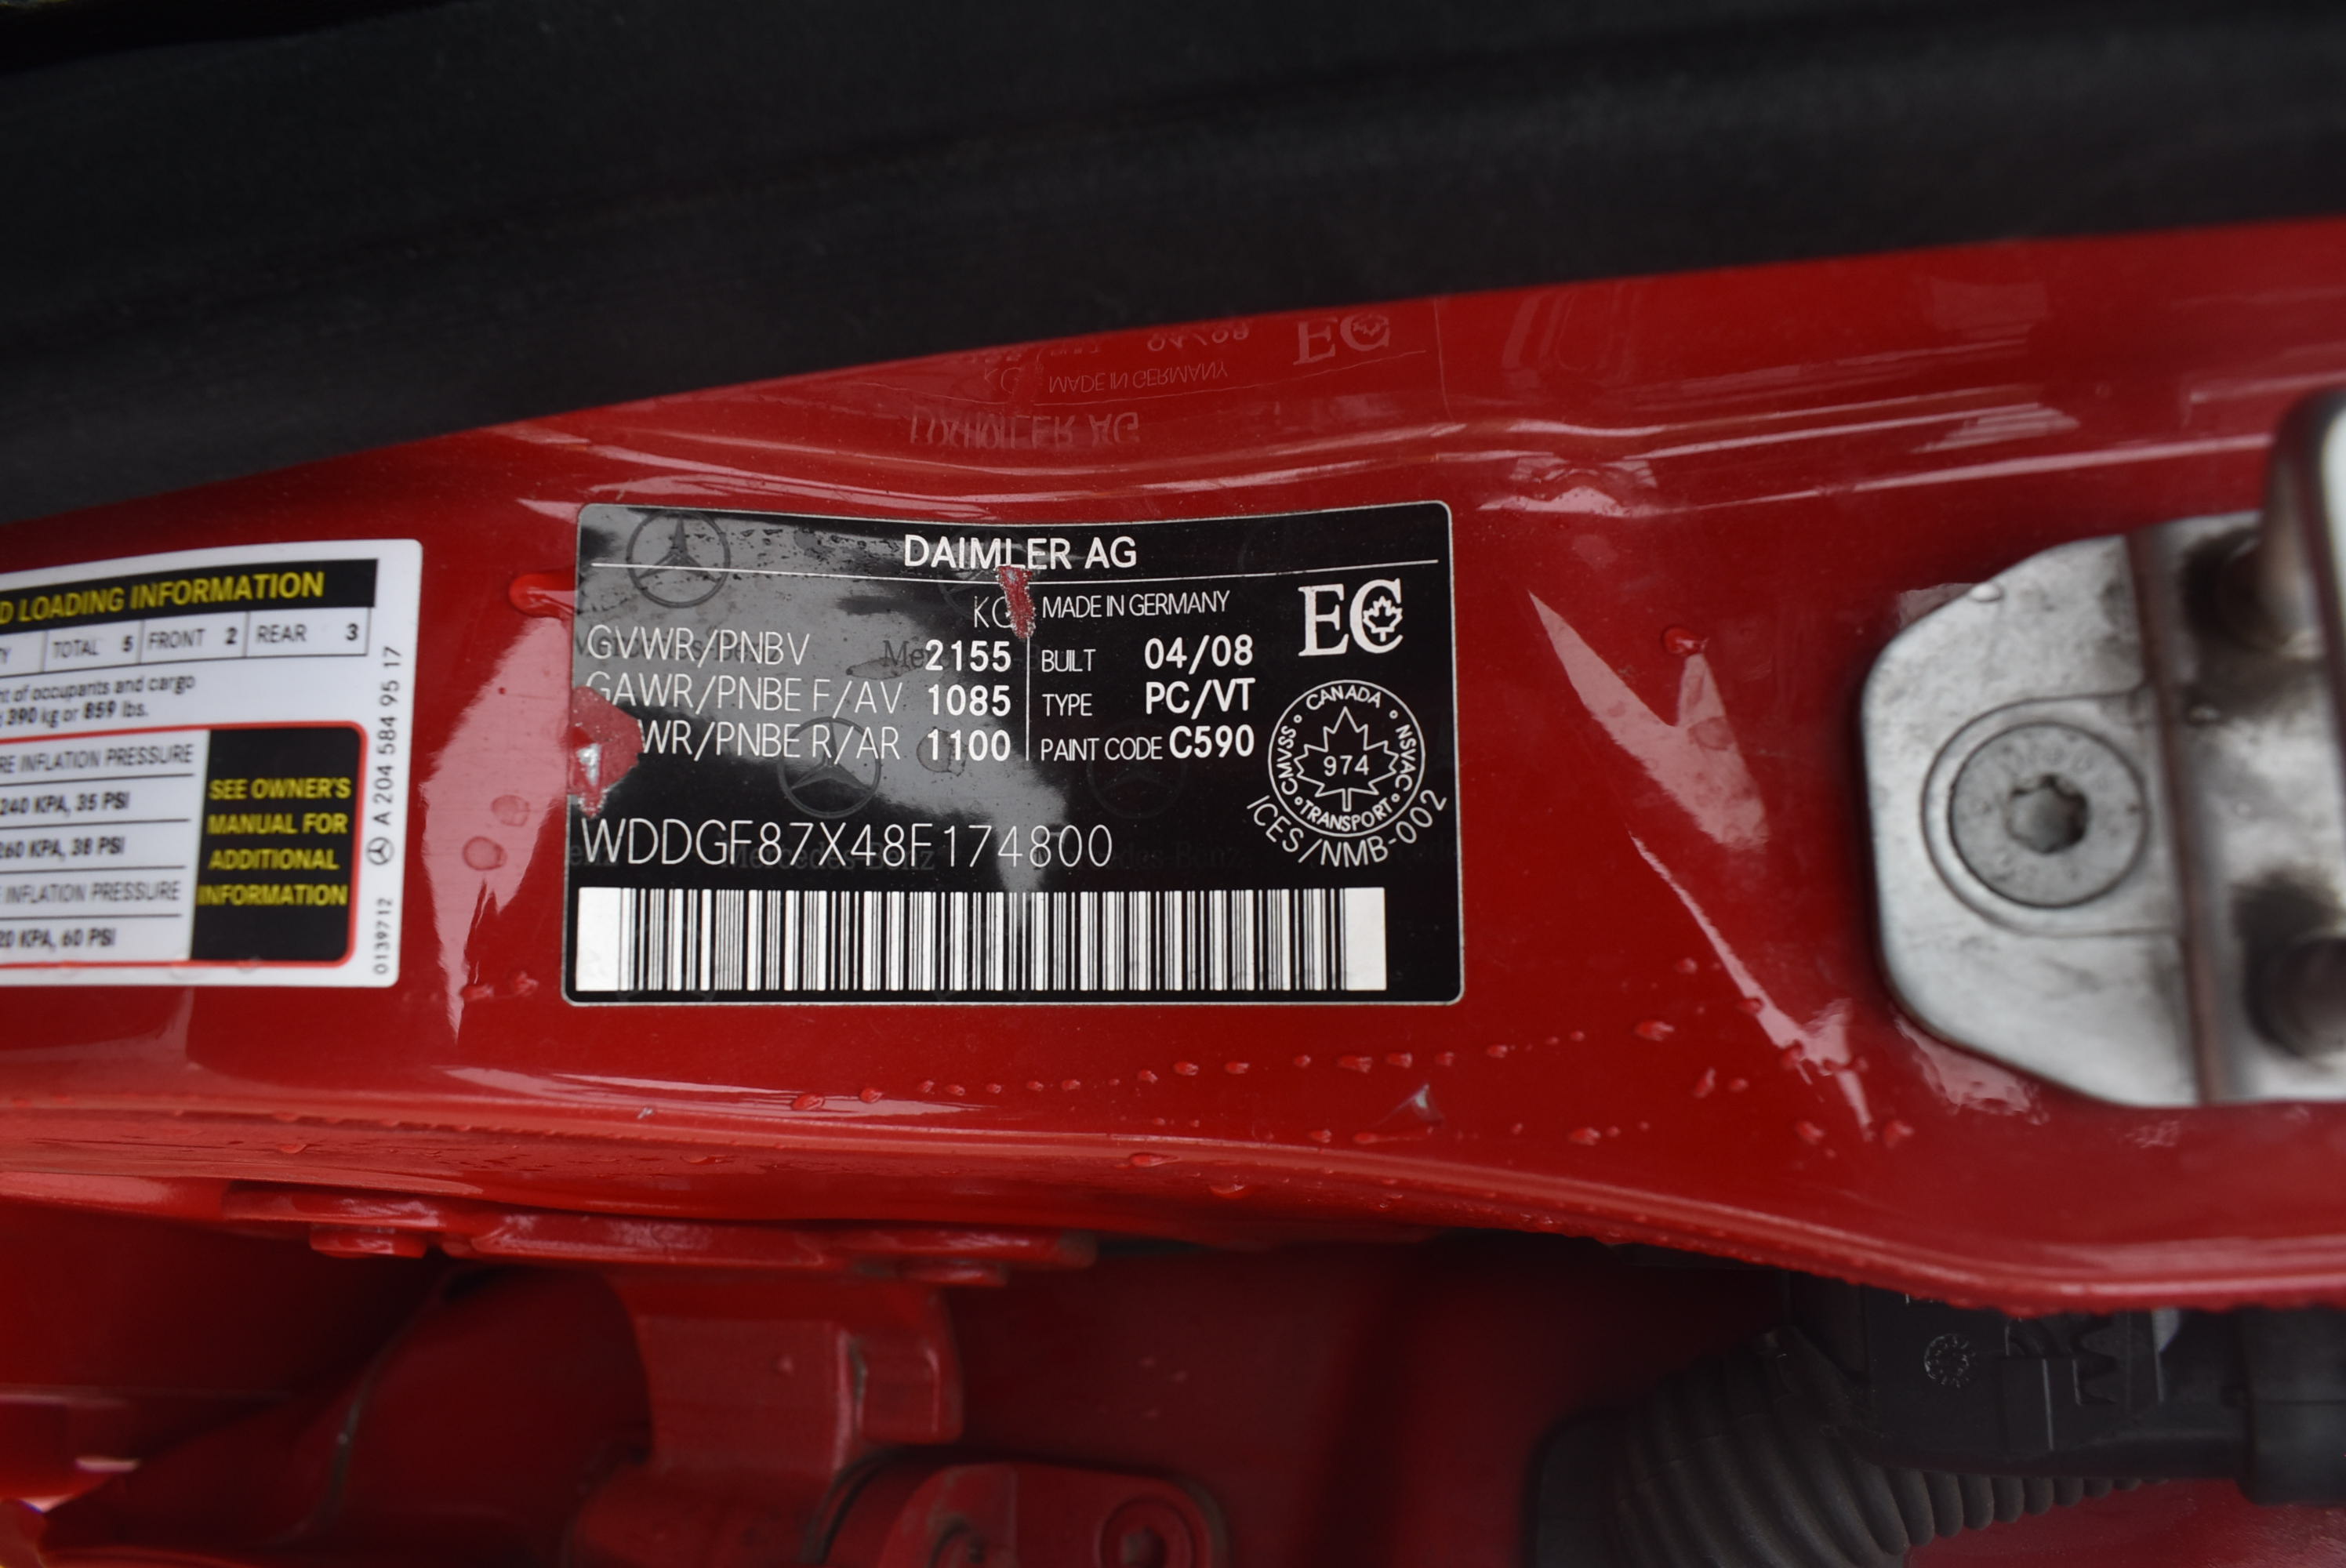 D LOADING INFORMATION
TOTAL 5 FRONT 2 REAR 3
nt of occupants and cargo
390 kg or 859 lbs.
RE INFLATION PRESSURE
240 KPA, 35 PSI
260 KPA, 38 PSI
INFLATION PRESSURE
20 KPA, 60 PSI
SEE OWNER'S
MANUAL FOR
ADDITIONAL
INFORMATION
0139712 A 204 584 95 17
DAIMLER AG
KG MADE IN GERMANY
GVWR/PNBV 2155 BUILT 04/08
GAWR/PNBE F/AV 1085 TYPE PC/VT
WR/PNBE R/AR 1100 PAINT CODE C590
WDDGF87X48F174800
EC
CANADA
CMVSS 974 NSVAC
TRANSPORT
ICES/NMB-002
Mercedes-Benz